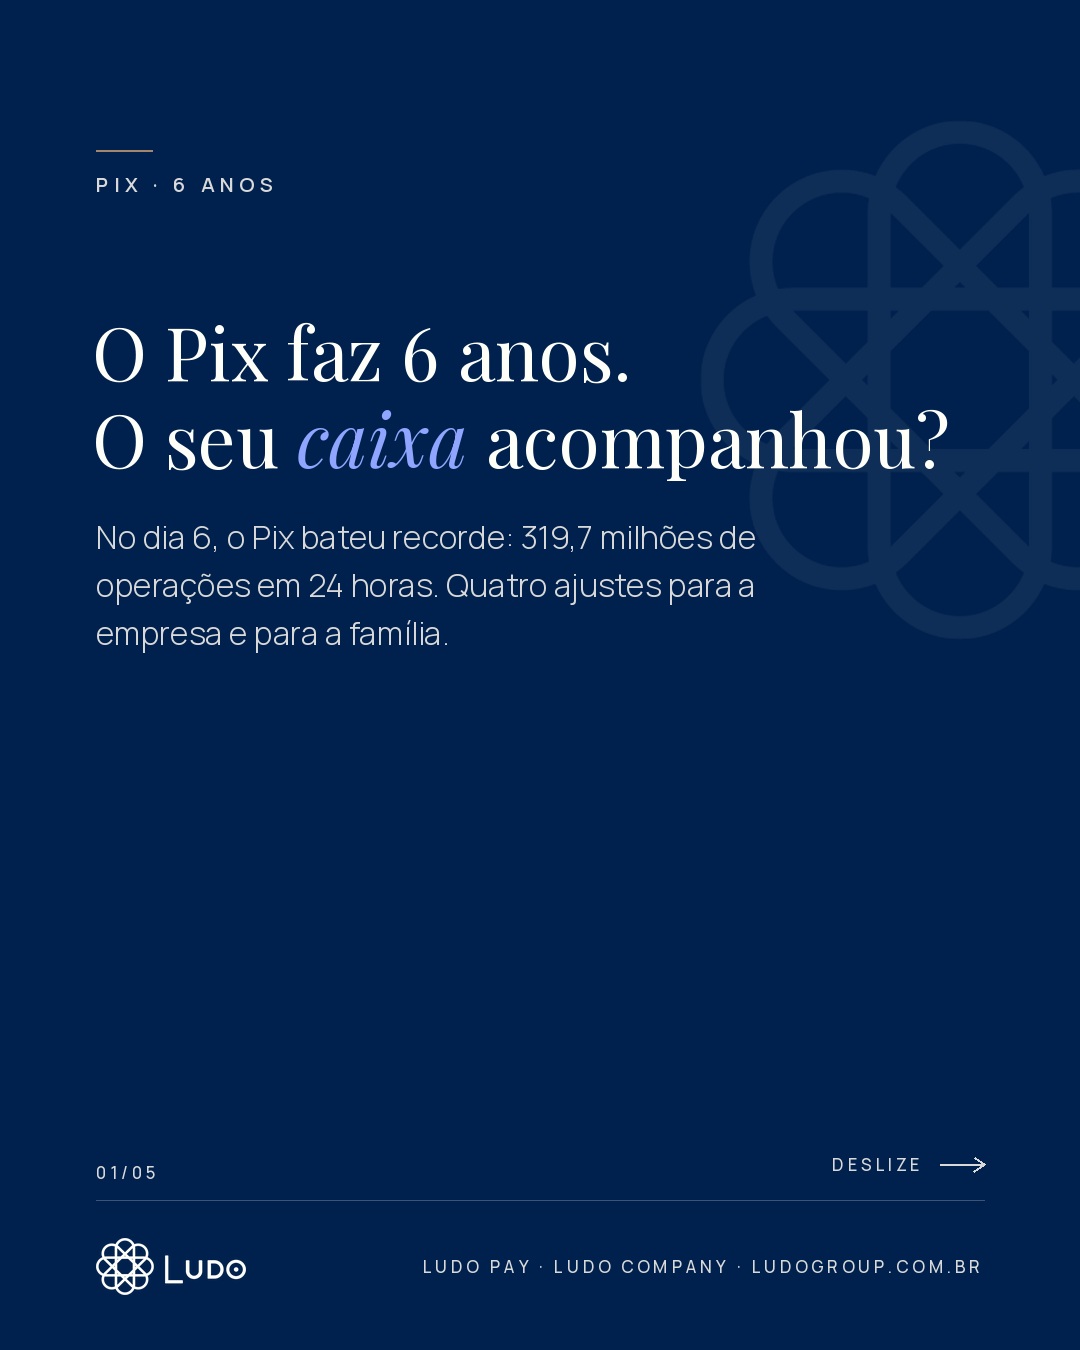 PIX · 6 ANOS
O Pix faz 6 anos.
O seu caixa acompanhou?
No dia 6, o Pix bateu recorde: 319,7 milhões de
operações em 24 horas. Quatro ajustes para a
empresa e para a família.
01/05
DESLIZE
LUDO
LUDO PAY · LUDO COMPANY · LUDOGROUP.COM.BR